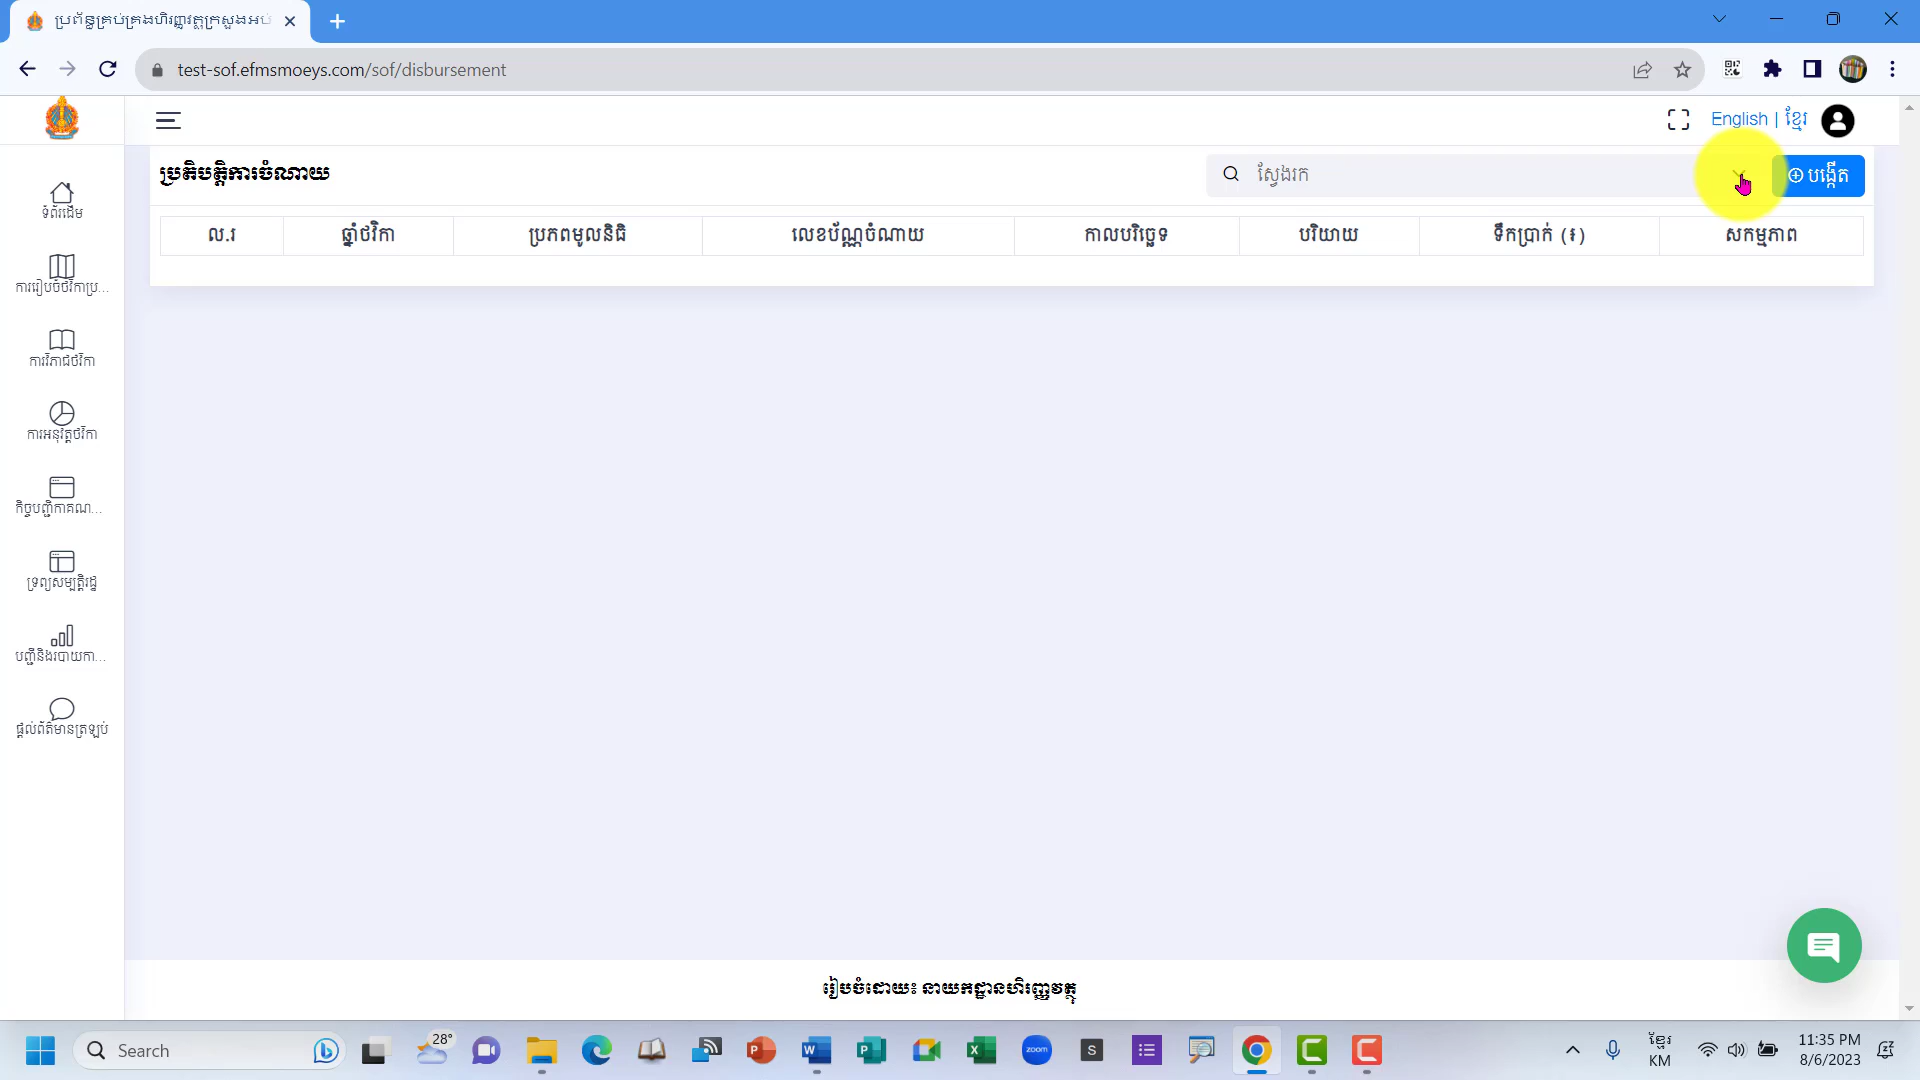 ប្រព័ន្ធគ្រប់គ្រងហិរញ្ញវត្ថុក្រសួងអប់
test-sof.efmsmoeys.com/sof/disbursement
English | ខ្មែរ
ប្រតិបត្តិការចំណាយ
ស្វែងរក
បង្កើត
ល.រ ឆ្នាំថវិកា ប្រភពមូលនិធិ លេខប័ណ្ណចំណាយ កាលបរិច្ឆេទ បរិយាយ ទឹកប្រាក់ (៛) សកម្មភាព
ទំព័រដើម
ការរៀបចំថវិកាប្រ...
ការវិភាជថវិកា
ការអនុវត្តថវិកា
កិច្ចបញ្ជិកាគណ...
ទ្រព្យសម្បត្តិរដ្ឋ
បញ្ជីនិងរបាយកា...
ផ្តល់ព័ត៌មានត្រឡប់
រៀបចំដោយ៖ នាយកដ្ឋានហិរញ្ញវត្ថុ
Search
28°
zoom
S
ខ្មែរ
KM
11:35 PM
8/6/2023